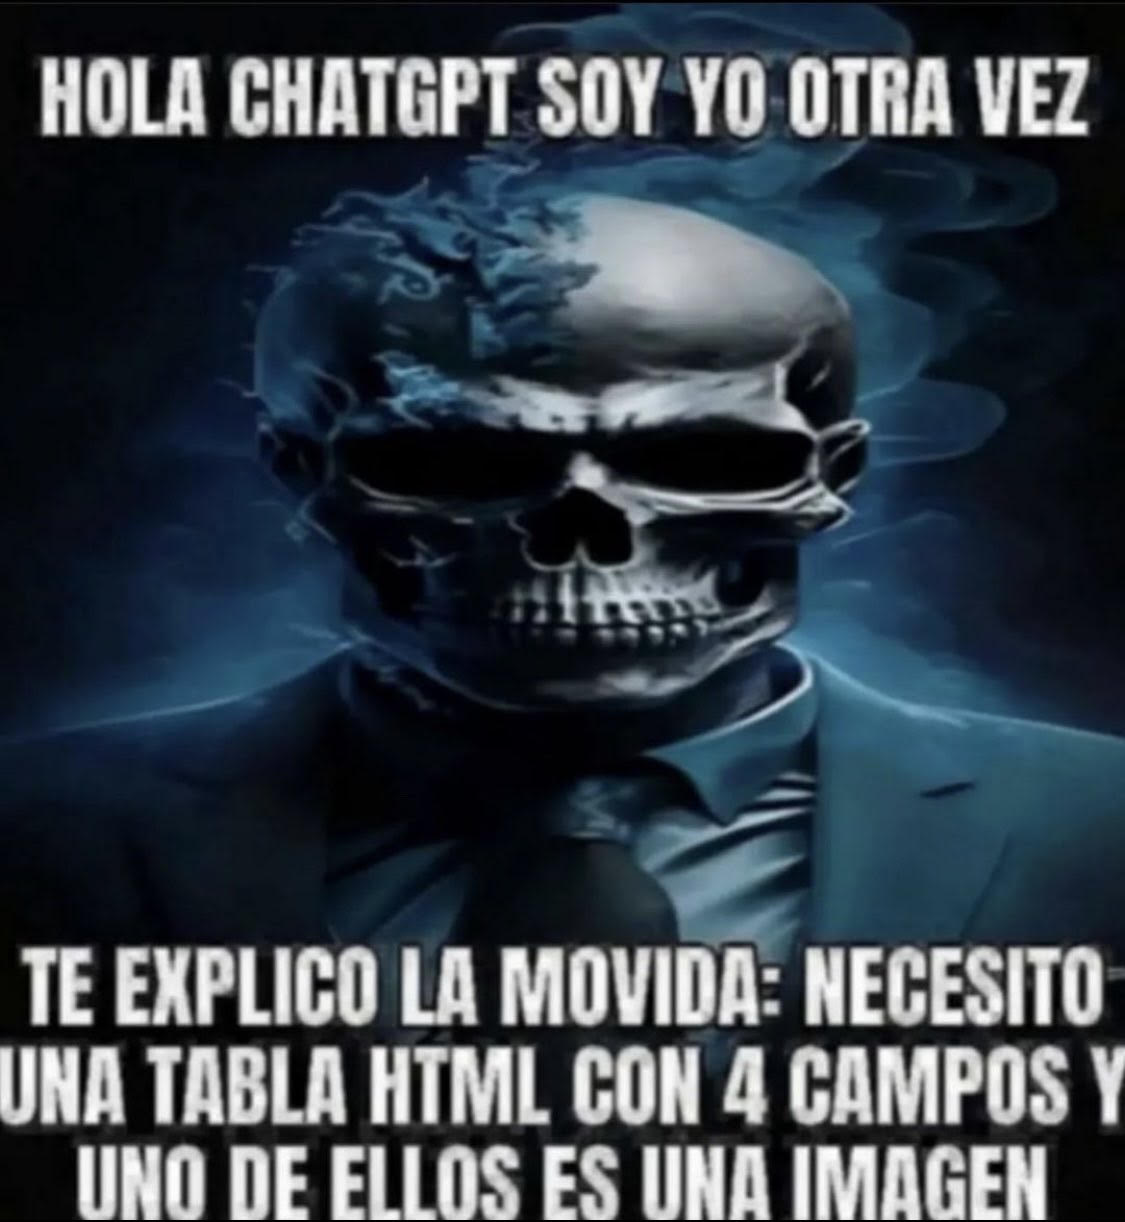 HOLA CHATGPT SOY YO OTRA VEZ
TE EXPLICO LA MOVIDA: NECESITO
UNA TABLA HTML CON 4 CAMPOS Y
UNO DE ELLOS ES UNA IMAGEN